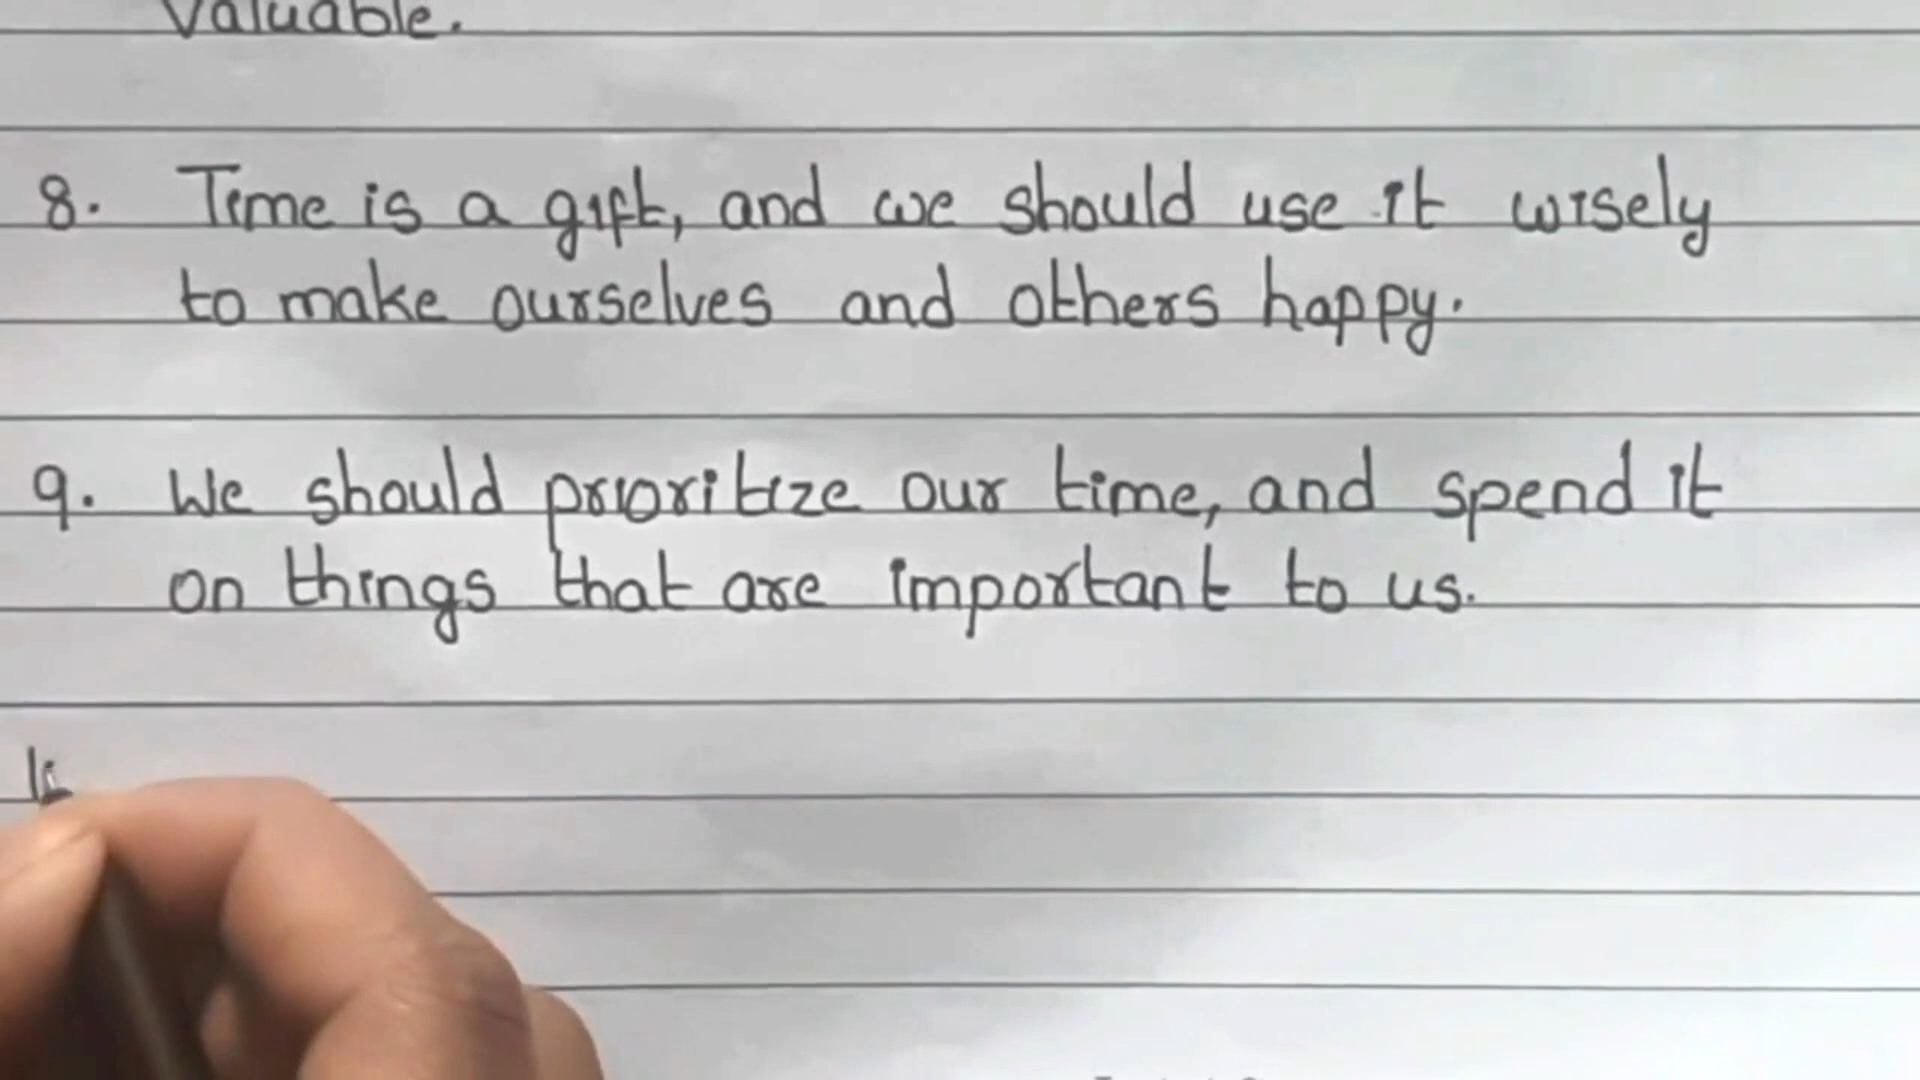 Valuable.
8. Time is a gift, and we should use it wisely
to make ourselves and others happy.
9. We should prioritize our time, and spend it
on things that are important to us.